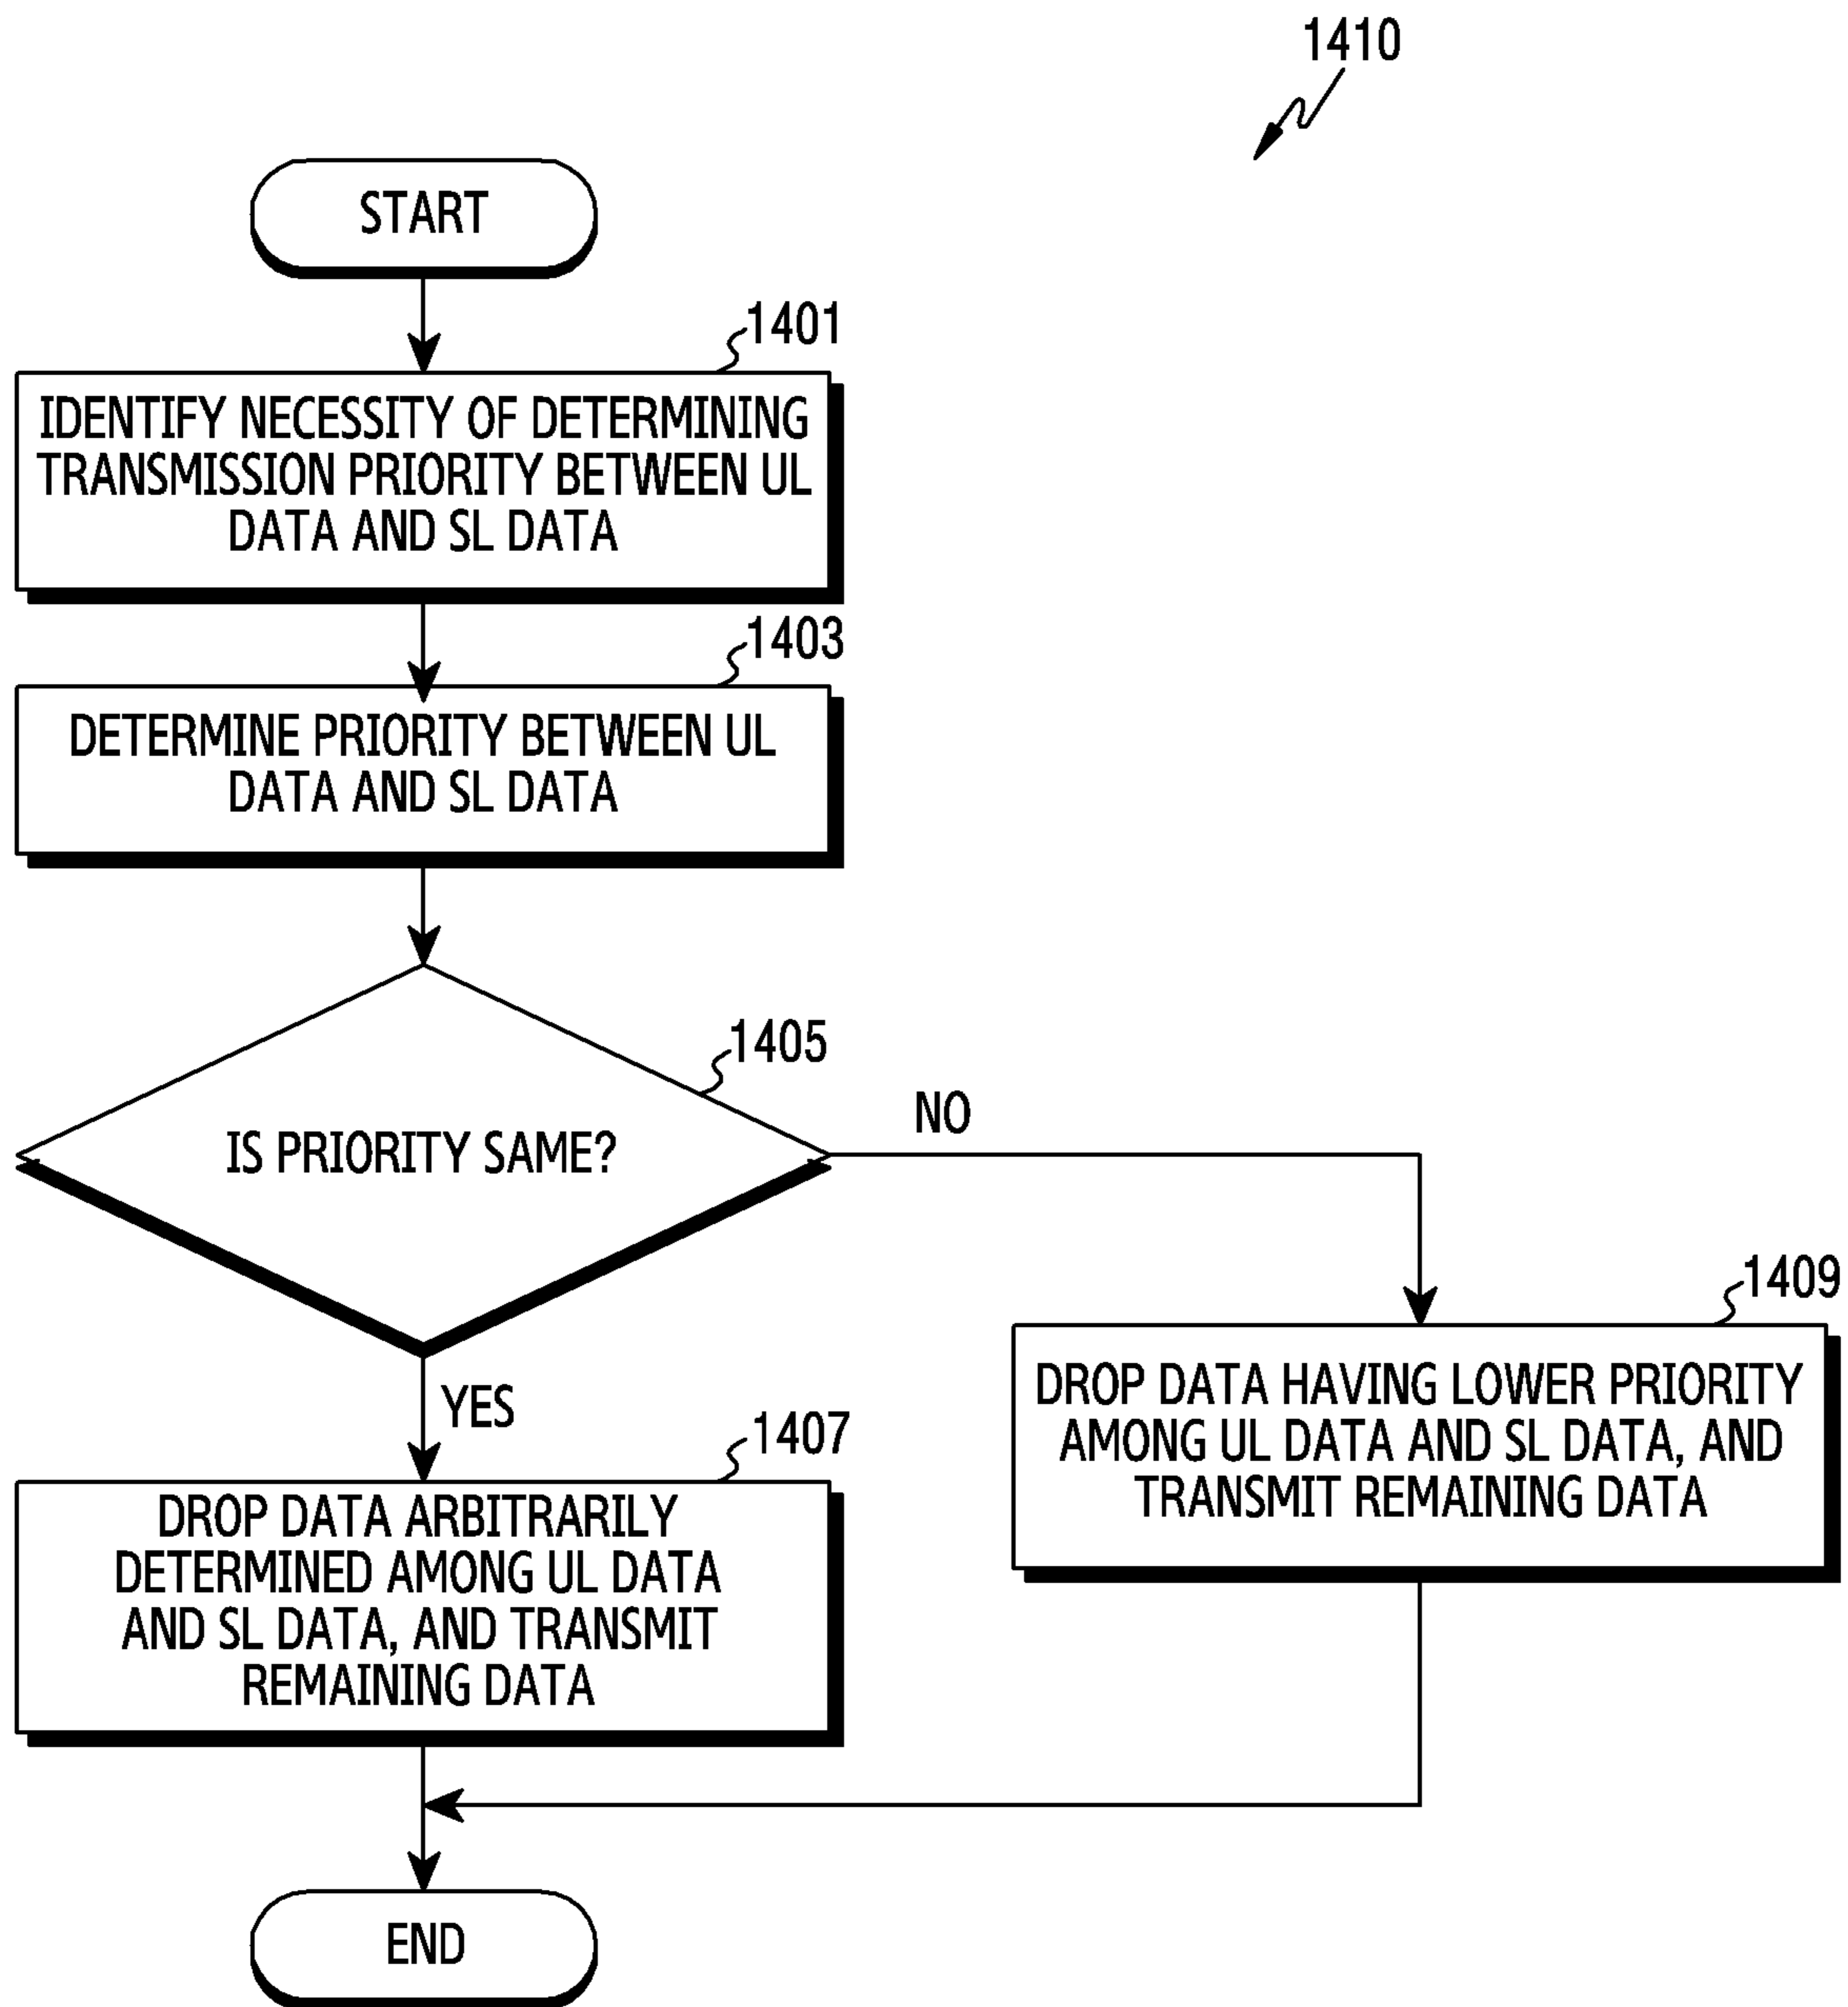 1410
START
1401
IDENTIFY NECESSITY OF DETERMINING
TRANSMISSION PRIORITY BETWEEN UL
DATA AND SL DATA
1403
DETERMINE PRIORITY BETWEEN UL
DATA AND SL DATA
1405
IS PRIORITY SAME?
NO
YES
1409
DROP DATA HAVING LOWER PRIORITY
AMONG UL DATA AND SL DATA, AND
TRANSMIT REMAINING DATA
1407
DROP DATA ARBITRARILY
DETERMINED AMONG UL DATA
AND SL DATA, AND TRANSMIT
REMAINING DATA
END